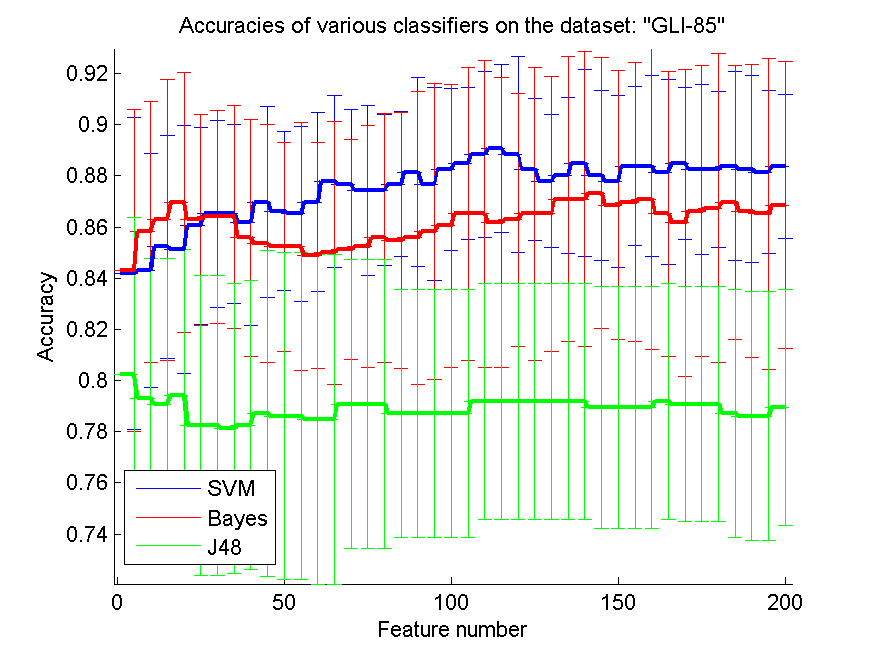 Accuracies of various classifiers on the dataset: "GLI-85"
Accuracy
0.92
0.9
0.88
0.86
0.84
0.82
0.8
0.78
0.76
0.74
SVM
Bayes
J48
0 50 100 150 200
Feature number